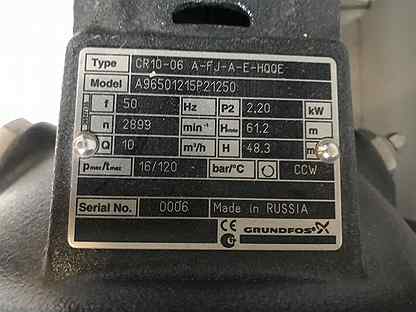 Type CR10-06 A-FJ-A-E-HQQE
Model A96501215P21250
f 50 Hz P2 2,20 kW
n 2899 min⁻¹ Hmax 61.2 m
Q 10 m³/h H 48.3 m
pmax/tmax 16/120 bar/°C CCW
Serial No. 0006 Made in RUSSIA
CE GRUNDFOS X